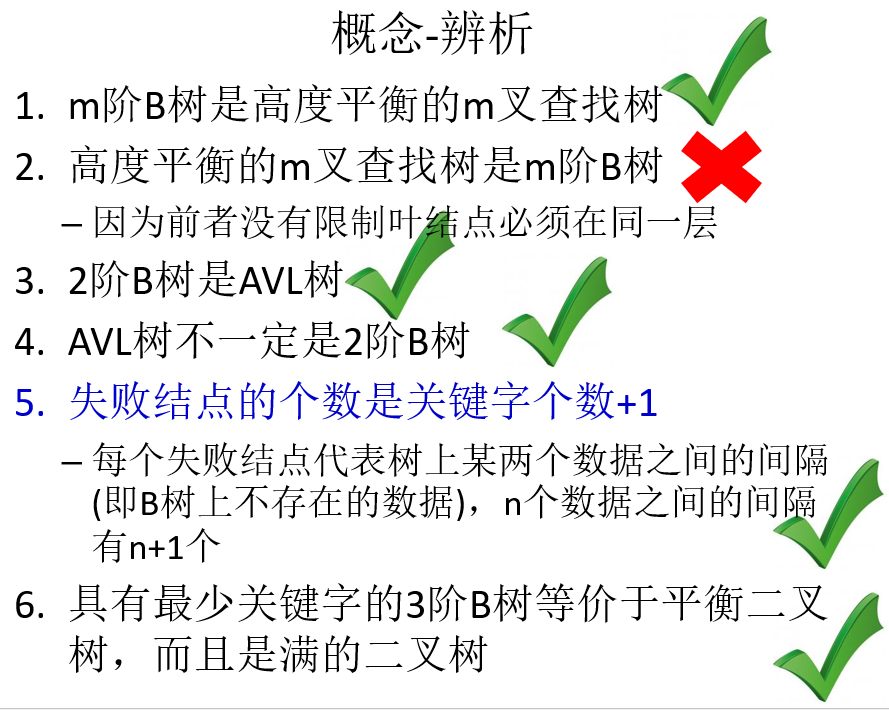 概念-辨析
1. m阶B树是高度平衡的m叉查找树
2. 高度平衡的m叉查找树是m阶B树
– 因为前者没有限制叶结点必须在同一层
3. 2阶B树是AVL树
4. AVL树不一定是2阶B树
5. 失败结点的个数是关键字个数+1
– 每个失败结点代表树上某两个数据之间的间隔
(即B树上不存在的数据)，n个数据之间的间隔
有n+1个
6. 具有最少关键字的3阶B树等价于平衡二叉
树，而且是满的二叉树